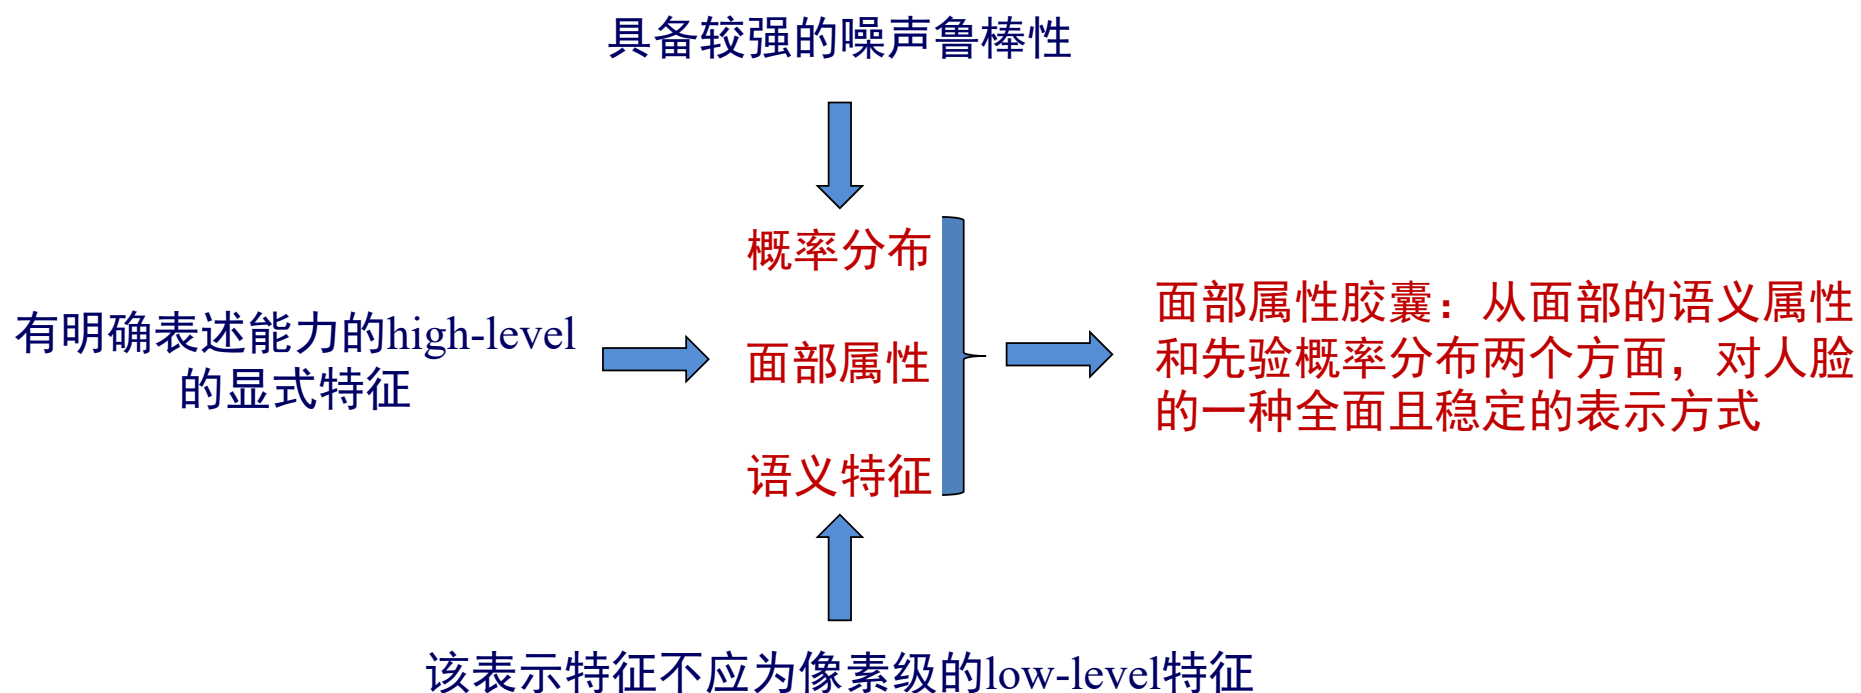 具备较强的噪声鲁棒性
概率分布
有明确表述能力的high-level
的显式特征
面部属性
语义特征
面部属性胶囊：从面部的语义属性
和先验概率分布两个方面，对人脸
的一种全面且稳定的表示方式
该表示特征不应为像素级的low-level特征